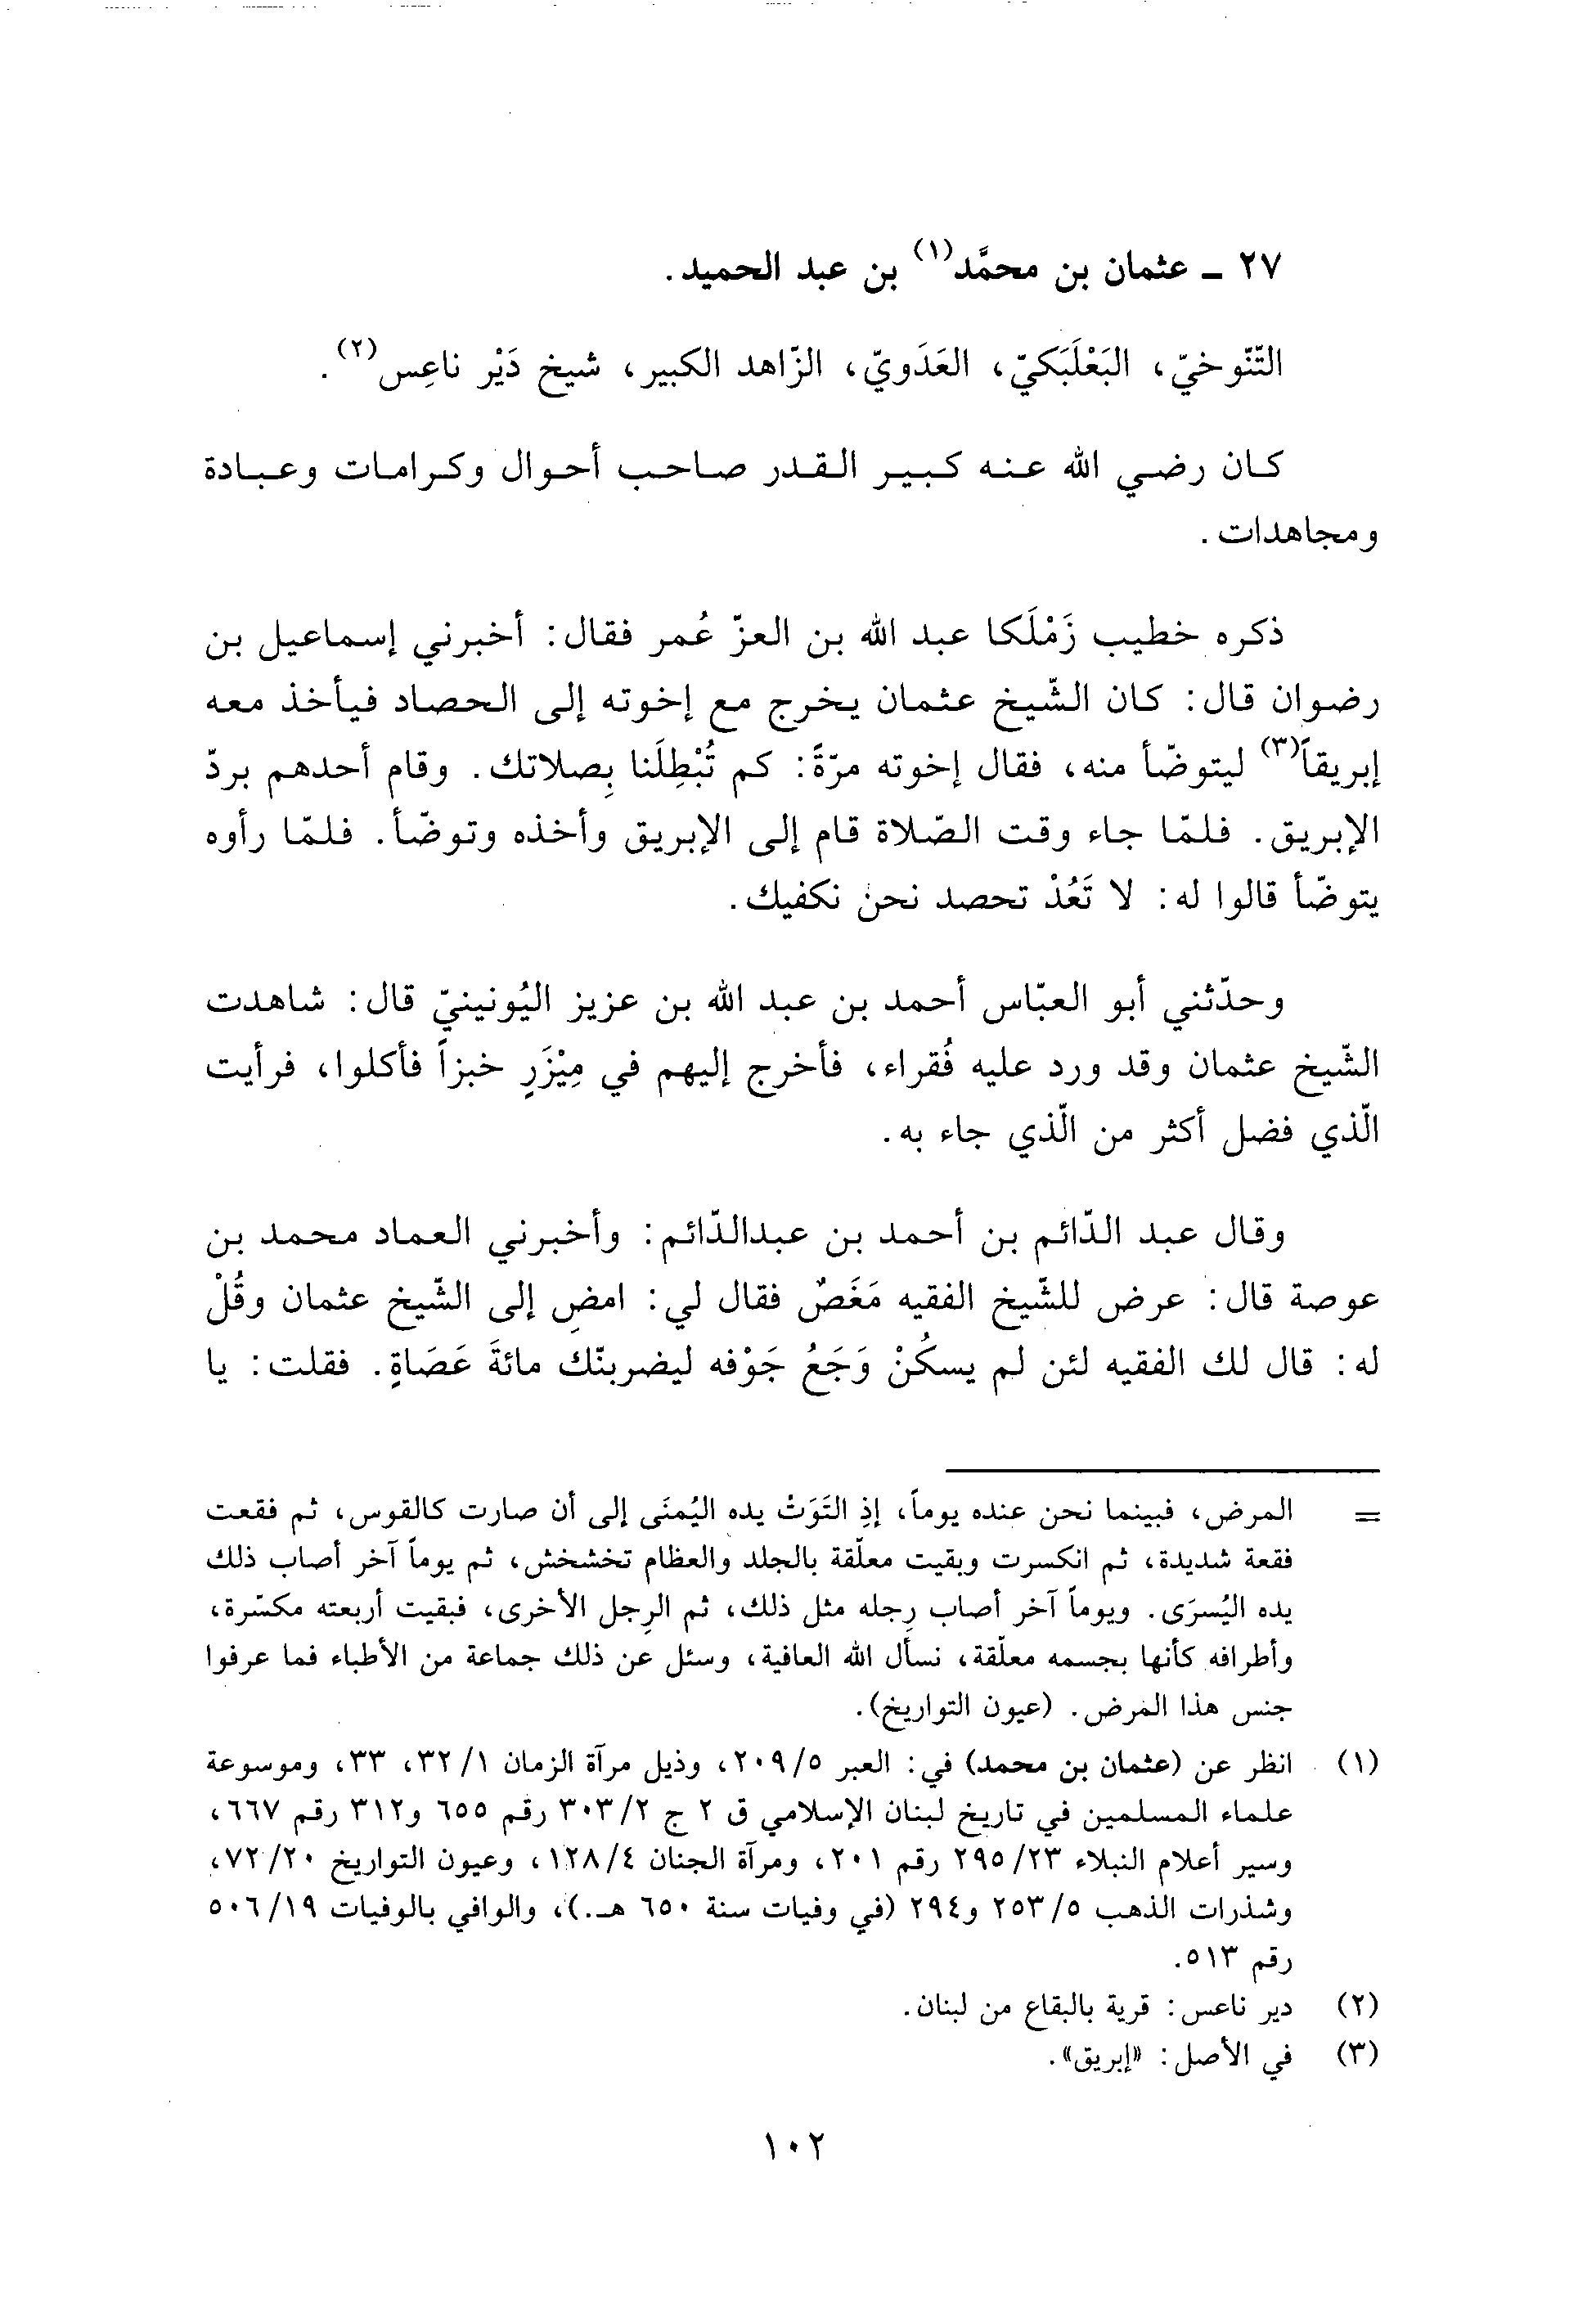 ٢٧ ـ عثمان بن محمَّد(١) بن عبد الحميد.
التّنّوخيّ، البَعْلَبَكيّ، العَدَويّ، الزّاهد الكبير، شيخ دَيْر ناعِس(٢).
كان رضي الله عنه كبير القدر صاحب أحوال وكرامات وعبادة
ومجاهدات.
ذكره خطيب زَمْلَكا عبد الله بن العزّ عُمر فقال: أخبرني إسماعيل بن
رضوان قال: كان الشّيخ عثمان يخرج مع إخوته إلى الحصاد فيأخذ معه
إبريقاً(٣) ليتوضّأ منه، فقال إخوته مرّةً: كم تُبْطِلَنا بِصلاتك. وقام أحدهم بردّ
الإبريق. فلمّا جاء وقت الصّلاة قام إلى الإبريق وأخذه وتوضّأ. فلمّا رأوه
يتوضّأ قالوا له: لا تَعُدْ تحصد نحن نكفيك.
وحدّثني أبو العبّاس أحمد بن عبد الله بن عزيز اليُونينيّ قال: شاهدت
الشّيخ عثمان وقد ورد عليه فُقراء، فأخرج إليهم في مِيْزَرٍ خبزاً فأكلوا، فرأيت
الّذي فضل أكثر من الّذي جاء به.
وقال عبد الدّائم بن أحمد بن عبدالدّائم: وأخبرني العماد محمد بن
عوصة قال: عرض للشّيخ الفقيه مَغَصٌ فقال لي: امضِ إلى الشّيخ عثمان وقُلْ
له: قال لك الفقيه لئن لم يسكُنْ وَجَعُ جَوْفه ليضربنّك مائةَ عَصَاةٍ. فقلت: يا
= المرض، فبينما نحن عنده يوماً، إذِ التَوَتْ يده اليُمنَى إلى أن صارت كالقوس، ثم فقعت
فقعة شديدة، ثم انكسرت وبقيت معلّقة بالجلد والعظام تخشخش، ثم يوماً آخر أصاب ذلك
يده اليُسرَى. ويوماً آخر أصاب رِجله مثل ذلك، ثم الرِجل الأخرى، فبقيت أربعته مكسّرة،
وأطرافه كأنها بجسمه معلّقة، نسأل الله العافية، وسئل عن ذلك جماعة من الأطباء فما عرفوا
جنس هذا المرض. (عيون التواريخ).
(١) انظر عن (عثمان بن محمد) في: العبر ٢٠٩/٥، وذيل مرآة الزمان ٣٢/١، ٣٣، وموسوعة
علماء المسلمين في تاريخ لبنان الإسلامي ق ٢ ج ٣٠٣/٢ رقم ٦٥٥ و٣١٢ رقم ٦٦٧،
وسير أعلام النبلاء ٢٩٥/٢٣ رقم ٢٠١، ومرآة الجنان ١٢٨/٤، وعيون التواريخ ٧٢/٢٠،
وشذرات الذهب ٢٥٣/٥ و٢٩٤ (في وفيات سنة ٦٥٠ هـ.)، والوافي بالوفيات ٥٠٦/١٩
رقم ٥١٣.
(٢) دير ناعس: قرية بالبقاع من لبنان.
(٣) في الأصل: «إبريق».
١٠٢